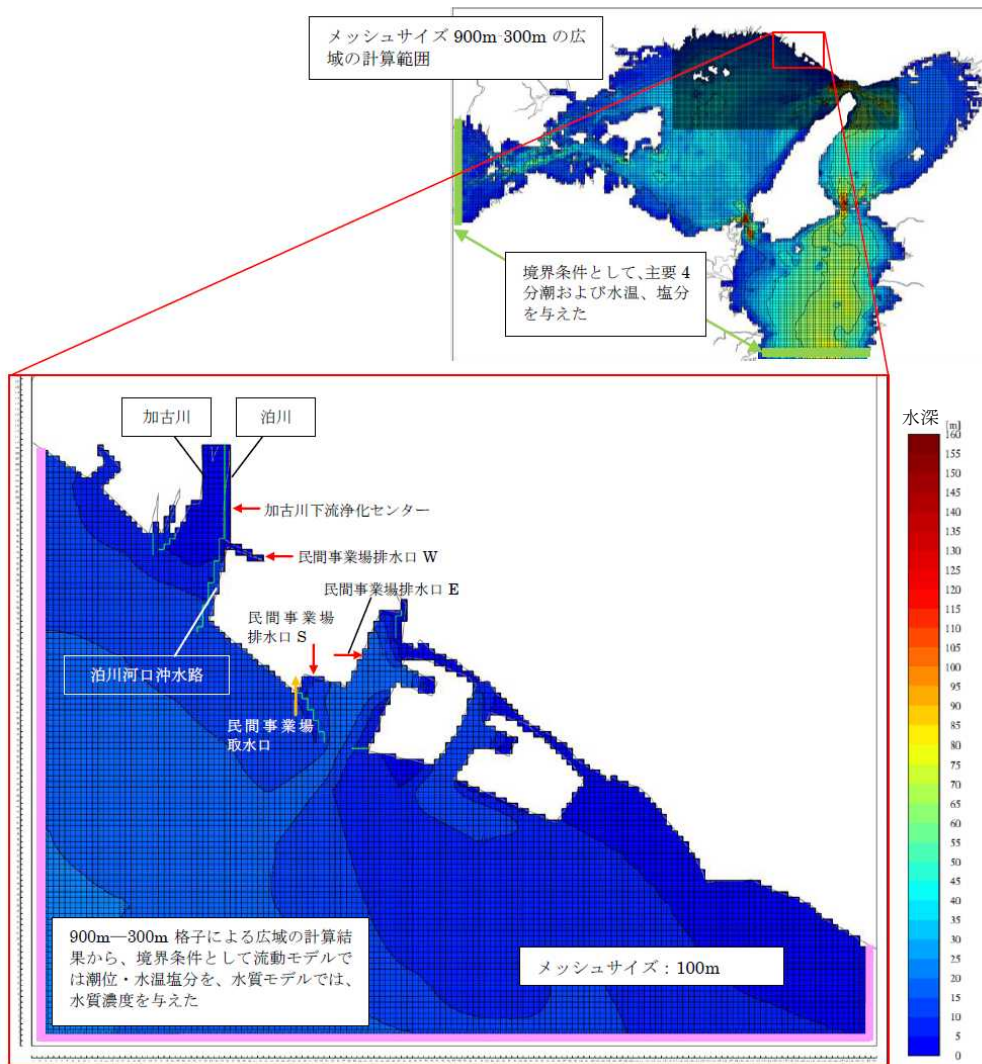 メッシュサイズ 900m-300m の広
域の計算範囲
境界条件として、主要 4
分潮および水温、塩分
を与えた
加古川
泊川
加古川下流浄化センター
民間事業場排水口 W
民間事業場排水口 E
民間事業場
排水口 S
泊川河口沖水路
民間事業場
取水口
900m―300m 格子による広域の計算結
果から、境界条件として流動モデルで
は潮位・水温塩分を、水質モデルでは、
水質濃度を与えた
メッシュサイズ：100m
水深
[m]
160
155
150
145
140
135
130
125
120
115
110
105
100
95
90
85
80
75
70
65
60
55
50
45
40
35
30
25
20
15
10
5
0